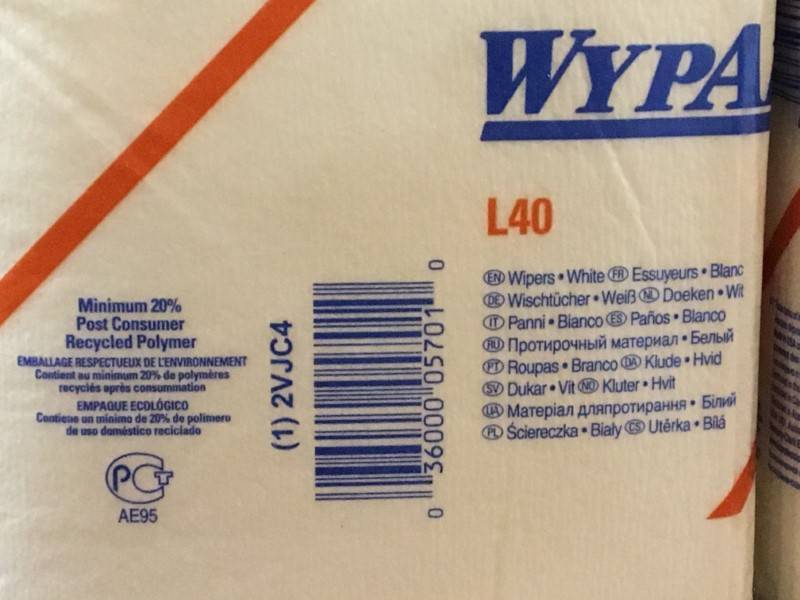 WYPA
L40
EN Wipers • White FR Essuyeurs • Blanc
DE Wischtücher • Weiß NL Doeken • Wit
IT Panni • Bianco ES Paños • Blanco
RU Протирочный материал • Белый
PT Roupas • Branco DA Klude • Hvid
SV Dukar • Vit NO Kluter • Hvit
UA Матеріал дляпротирання • Білий
PL Ściereczka • Biały CS Utěrka • Bílá
Minimum 20%
Post Consumer
Recycled Polymer
EMBALLAGE RESPECTUEUX DE L'ENVIRONNEMENT
Contient au minimum 20% de polymères
recyclés après consommation
EMPAQUE ECOLÓGICO
Contiene un mínimo de 20% de polímero
de uso doméstico reciclado
PCT
AE95
(1) 2VJC4
0 36000 05701 0